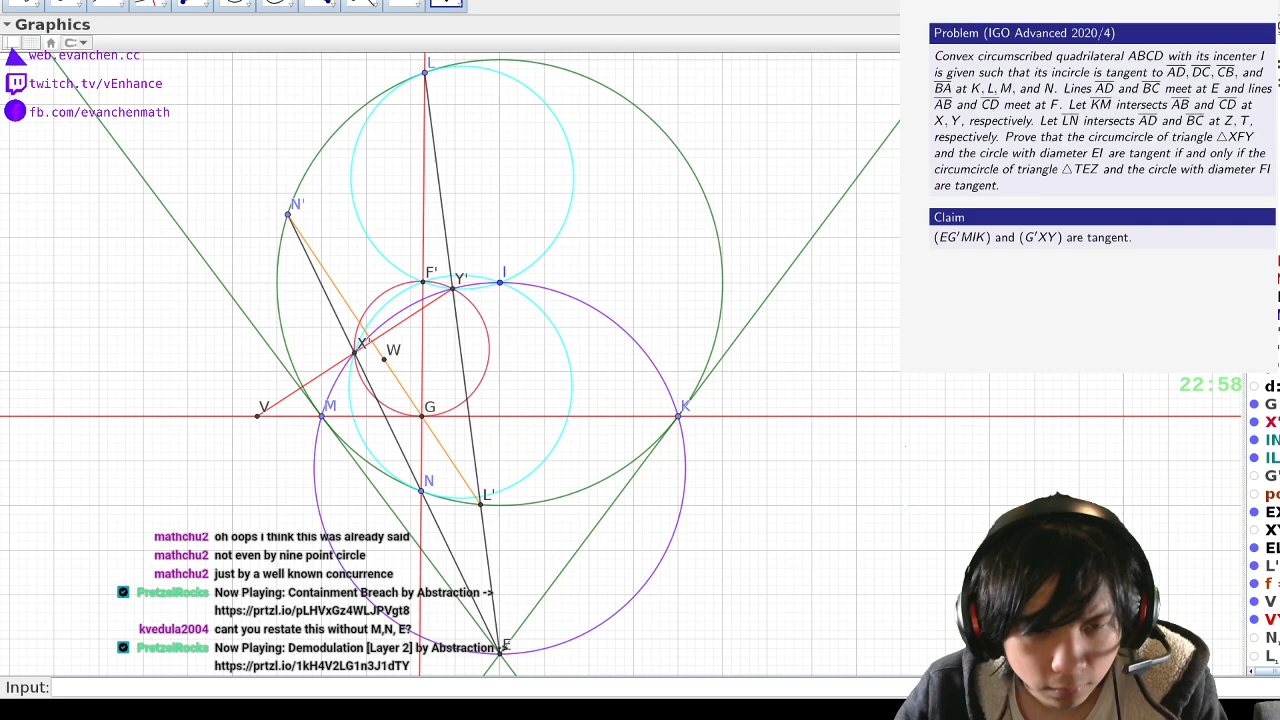 Graphics
web.evanchen.cc
twitch.tv/vEnhance
fb.com/evanchenmath
Problem (IGO Advanced 2020/4)
Convex circumscribed quadrilateral ABCD with its incenter I
is given such that its incircle is tangent to AD, DC, CB, and
BA at K, L, M, and N. Lines AD and BC meet at E and lines
AB and CD meet at F. Let KM intersects AB and CD at
X, Y, respectively. Let LN intersects AD and BC at Z, T,
respectively. Prove that the circumcircle of triangle △XFY
and the circle with diameter EI are tangent if and only if the
circumcircle of triangle △TEZ and the circle with diameter FI
are tangent.
Claim
(EG'MIK) and (G'XY) are tangent.
L
N'
F'
Y'
I
X'
W
V
M
G
K
N
L'
E
22:58
d:
G
X'
IN
IL
G'
po
EX
XY
EL
L'
f =
V
VY
N,
mathchu2 oh oops i think this was already said
mathchu2 not even by nine point circle
mathchu2 just by a well known concurrence
PretzelRocks Now Playing: Containment Breach by Abstraction ->
https://prtzl.io/pLHVxGz4WLJPVgt8
kvedula2004 cant you restate this without M,N, E?
PretzelRocks Now Playing: Demodulation [Layer 2] by Abstraction ->
https://prtzl.io/1kH4V2LG1n3J1dTY
Input: